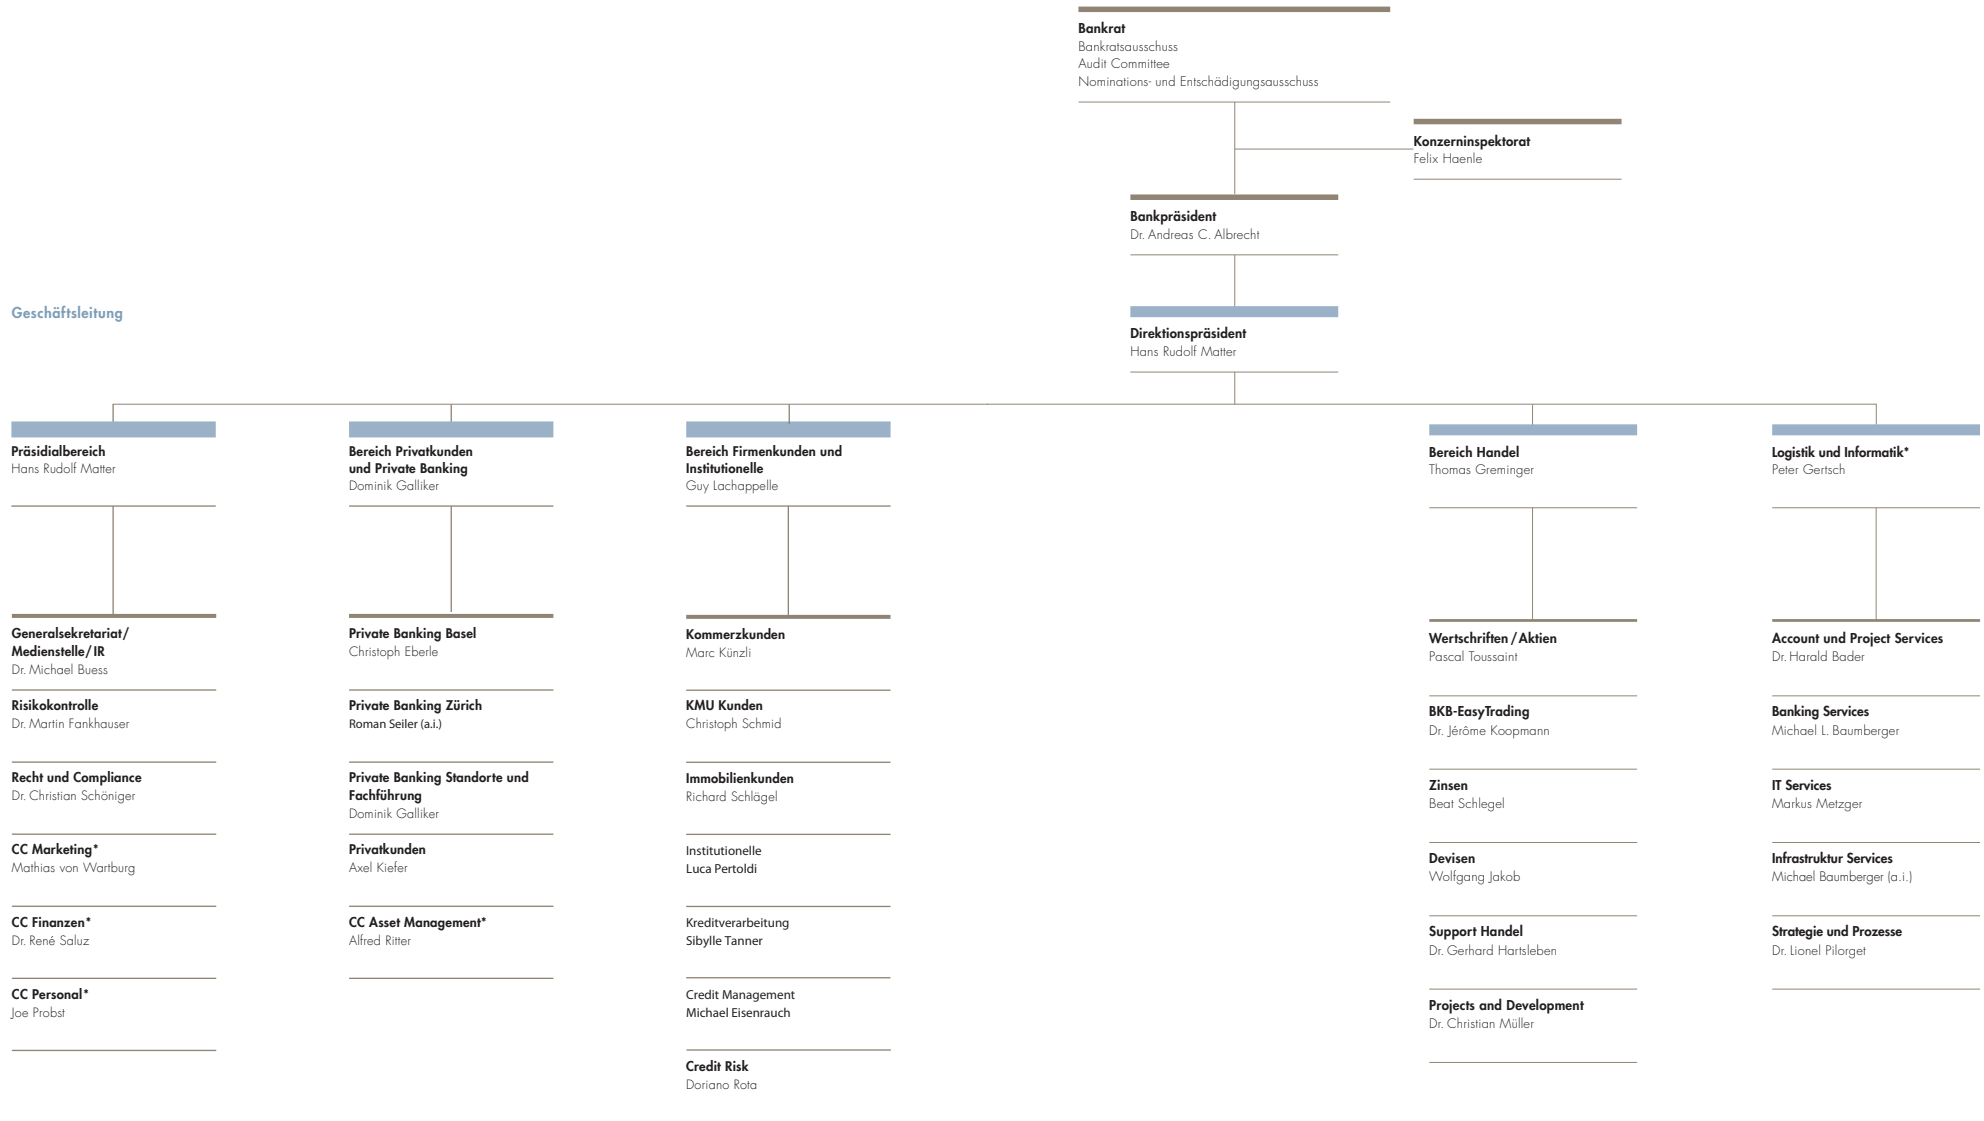 Bankrat
Bankratsausschuss
Audit Committee
Nominations- und Entschädigungsausschuss
Konzerninspektorat
Felix Haenle
Bankpräsident
Dr. Andreas C. Albrecht
Geschäftsleitung
Direktionspräsident
Hans Rudolf Matter
Präsidialbereich
Hans Rudolf Matter
Generalsekretariat/
Medienstelle/IR
Dr. Michael Buess
Risikokontrolle
Dr. Martin Fankhauser
Recht und Compliance
Dr. Christian Schöniger
CC Marketing*
Mathias von Wartburg
CC Finanzen*
Dr. René Saluz
CC Personal*
Joe Probst
Bereich Privatkunden
und Private Banking
Dominik Galliker
Private Banking Basel
Christoph Eberle
Private Banking Zürich
Roman Seiler (a.i.)
Private Banking Standorte und
Fachführung
Dominik Galliker
Privatkunden
Axel Kiefer
CC Asset Management*
Alfred Ritter
Bereich Firmenkunden und
Institutionelle
Guy Lachappelle
Kommerzkunden
Marc Künzli
KMU Kunden
Christoph Schmid
Immobilienkunden
Richard Schlägel
Institutionelle
Luca Pertoldi
Kreditverarbeitung
Sibylle Tanner
Credit Management
Michael Eisenrauch
Credit Risk
Doriano Rota
Bereich Handel
Thomas Greminger
Wertschriften/Aktien
Pascal Toussaint
BKB-EasyTrading
Dr. Jérôme Koopmann
Zinsen
Beat Schlegel
Devisen
Wolfgang Jakob
Support Handel
Dr. Gerhard Hartsleben
Projects and Development
Dr. Christian Müller
Logistik und Informatik*
Peter Gertsch
Account und Project Services
Dr. Harald Bader
Banking Services
Michael L. Baumberger
IT Services
Markus Metzger
Infrastruktur Services
Michael Baumberger (a.i.)
Strategie und Prozesse
Dr. Lionel Pilorget